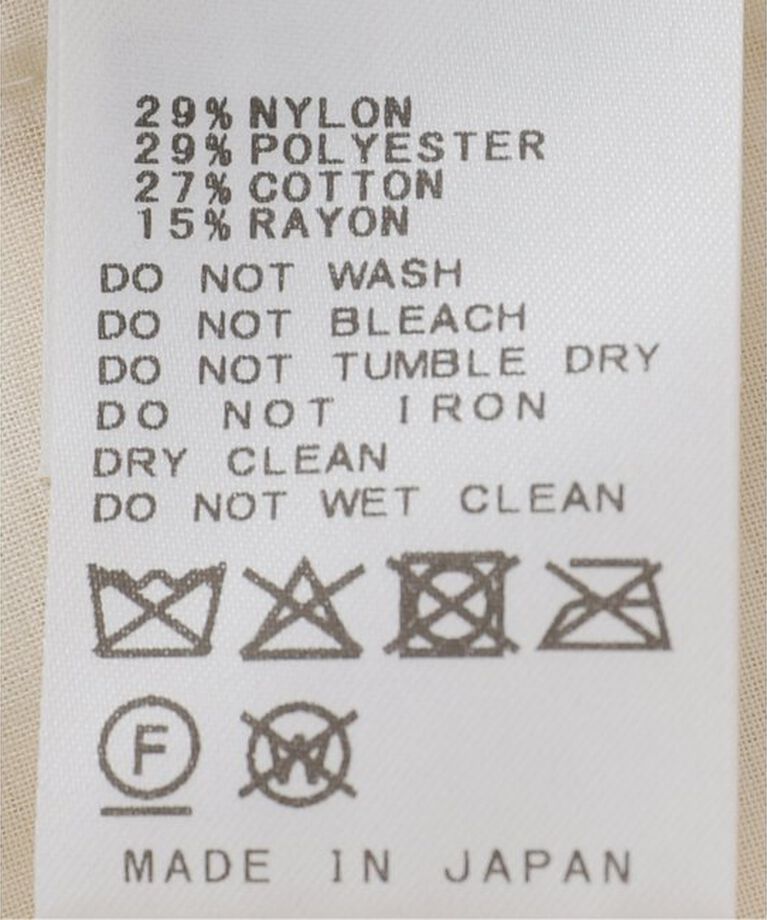 29% NYLON
29% POLYESTER
27% COTTON
15% RAYON
DO NOT WASH
DO NOT BLEACH
DO NOT TUMBLE DRY
DO NOT IRON
DRY CLEAN
DO NOT WET CLEAN
F W
MADE IN JAPAN